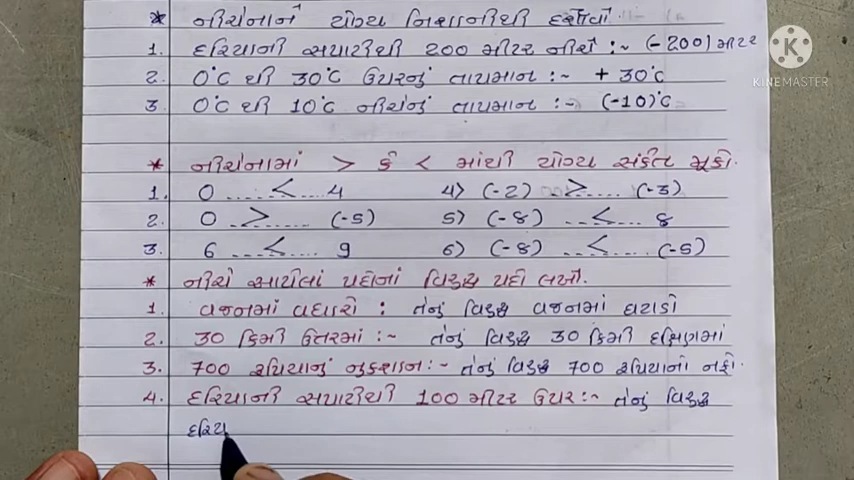 * નીચેનાને યોગ્ય નિશાનીથી દર્શાવો
1. દરિયાની સપાટીથી 200 મીટર નીચે :~ (-200) મીટર
2. 0°C થી 30°C ઉપરનું તાપમાન :~ + 30°C
3. 0°C થી 10°C નીચેનું તાપમાન :~ (-10)°C
* નીચેનામાં > કે < માંથી યોગ્ય સંકેત મૂકો.
1. 0 ......<..... 4 4) (-2) ...>...... (-3)
2. 0 ...>....... (-5) 5) (-8) ...<...... 8
3. 6 .....<...... 9 6) (-8) ...<...... (-5)
* નીચે આપેલાં પદોનાં વિરુદ્ધ પદો લખો.
1. વજનમાં વધારો : તેનું વિરુદ્ધ વજનમાં ઘટાડો
2. 30 કિમી ઉત્તરમાં :~ તેનું વિરુદ્ધ 30 કિમી દક્ષિણમાં
3. 700 રૂપિયાનું નુકશાન :~ તેનું વિરુદ્ધ 700 રૂપિયાનો નફો.
4. દરિયાની સપાટીથી 100 મીટર ઉપર :~ તેનું વિરુદ્ધ
દરિય
KINEMASTER